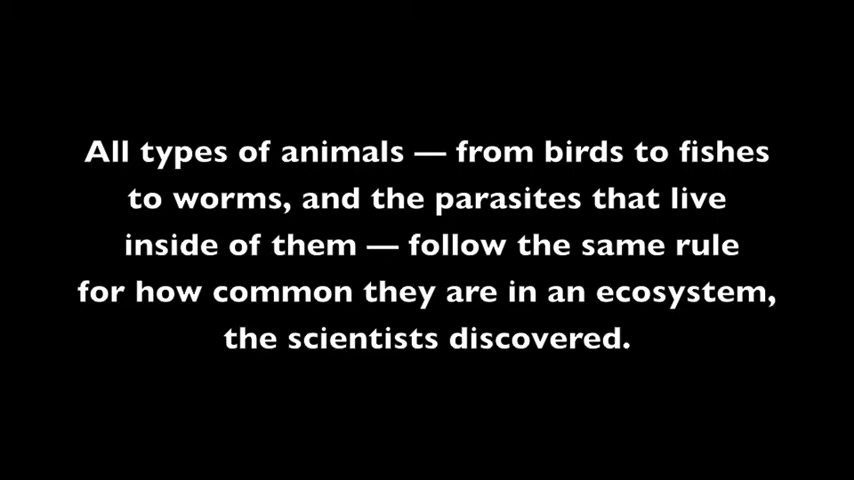 All types of animals — from birds to fishes
to worms, and the parasites that live
inside of them — follow the same rule
for how common they are in an ecosystem,
the scientists discovered.